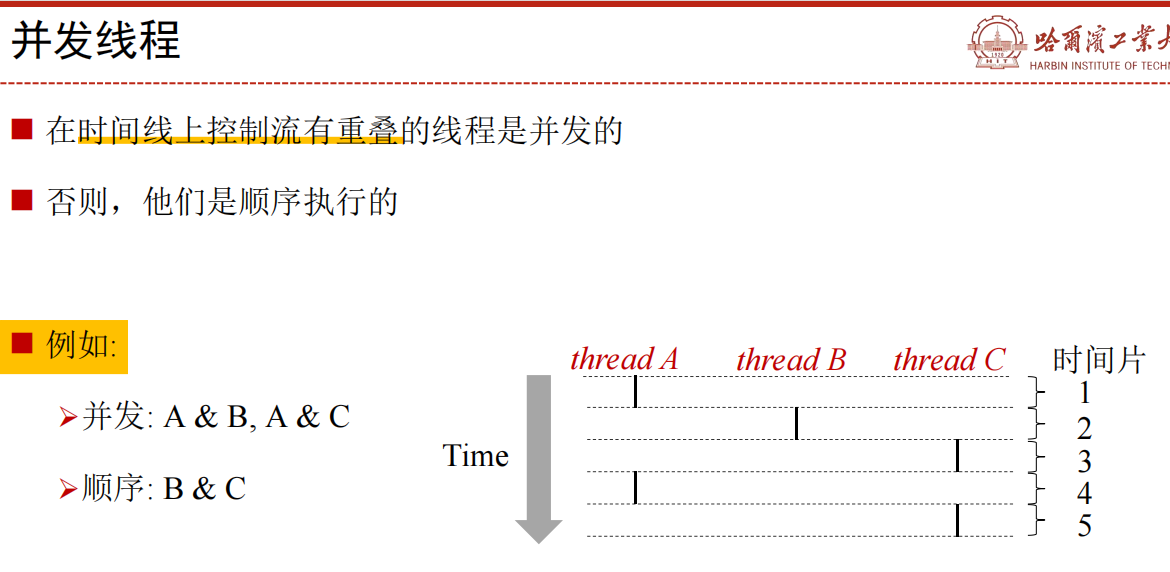 并发线程
哈尔滨工业大
HARBIN INSTITUTE OF TECHN
在时间线上控制流有重叠的线程是并发的
否则，他们是顺序执行的
例如:
并发: A & B, A & C
顺序: B & C
thread A thread B thread C 时间片
1
2
Time
3
4
5